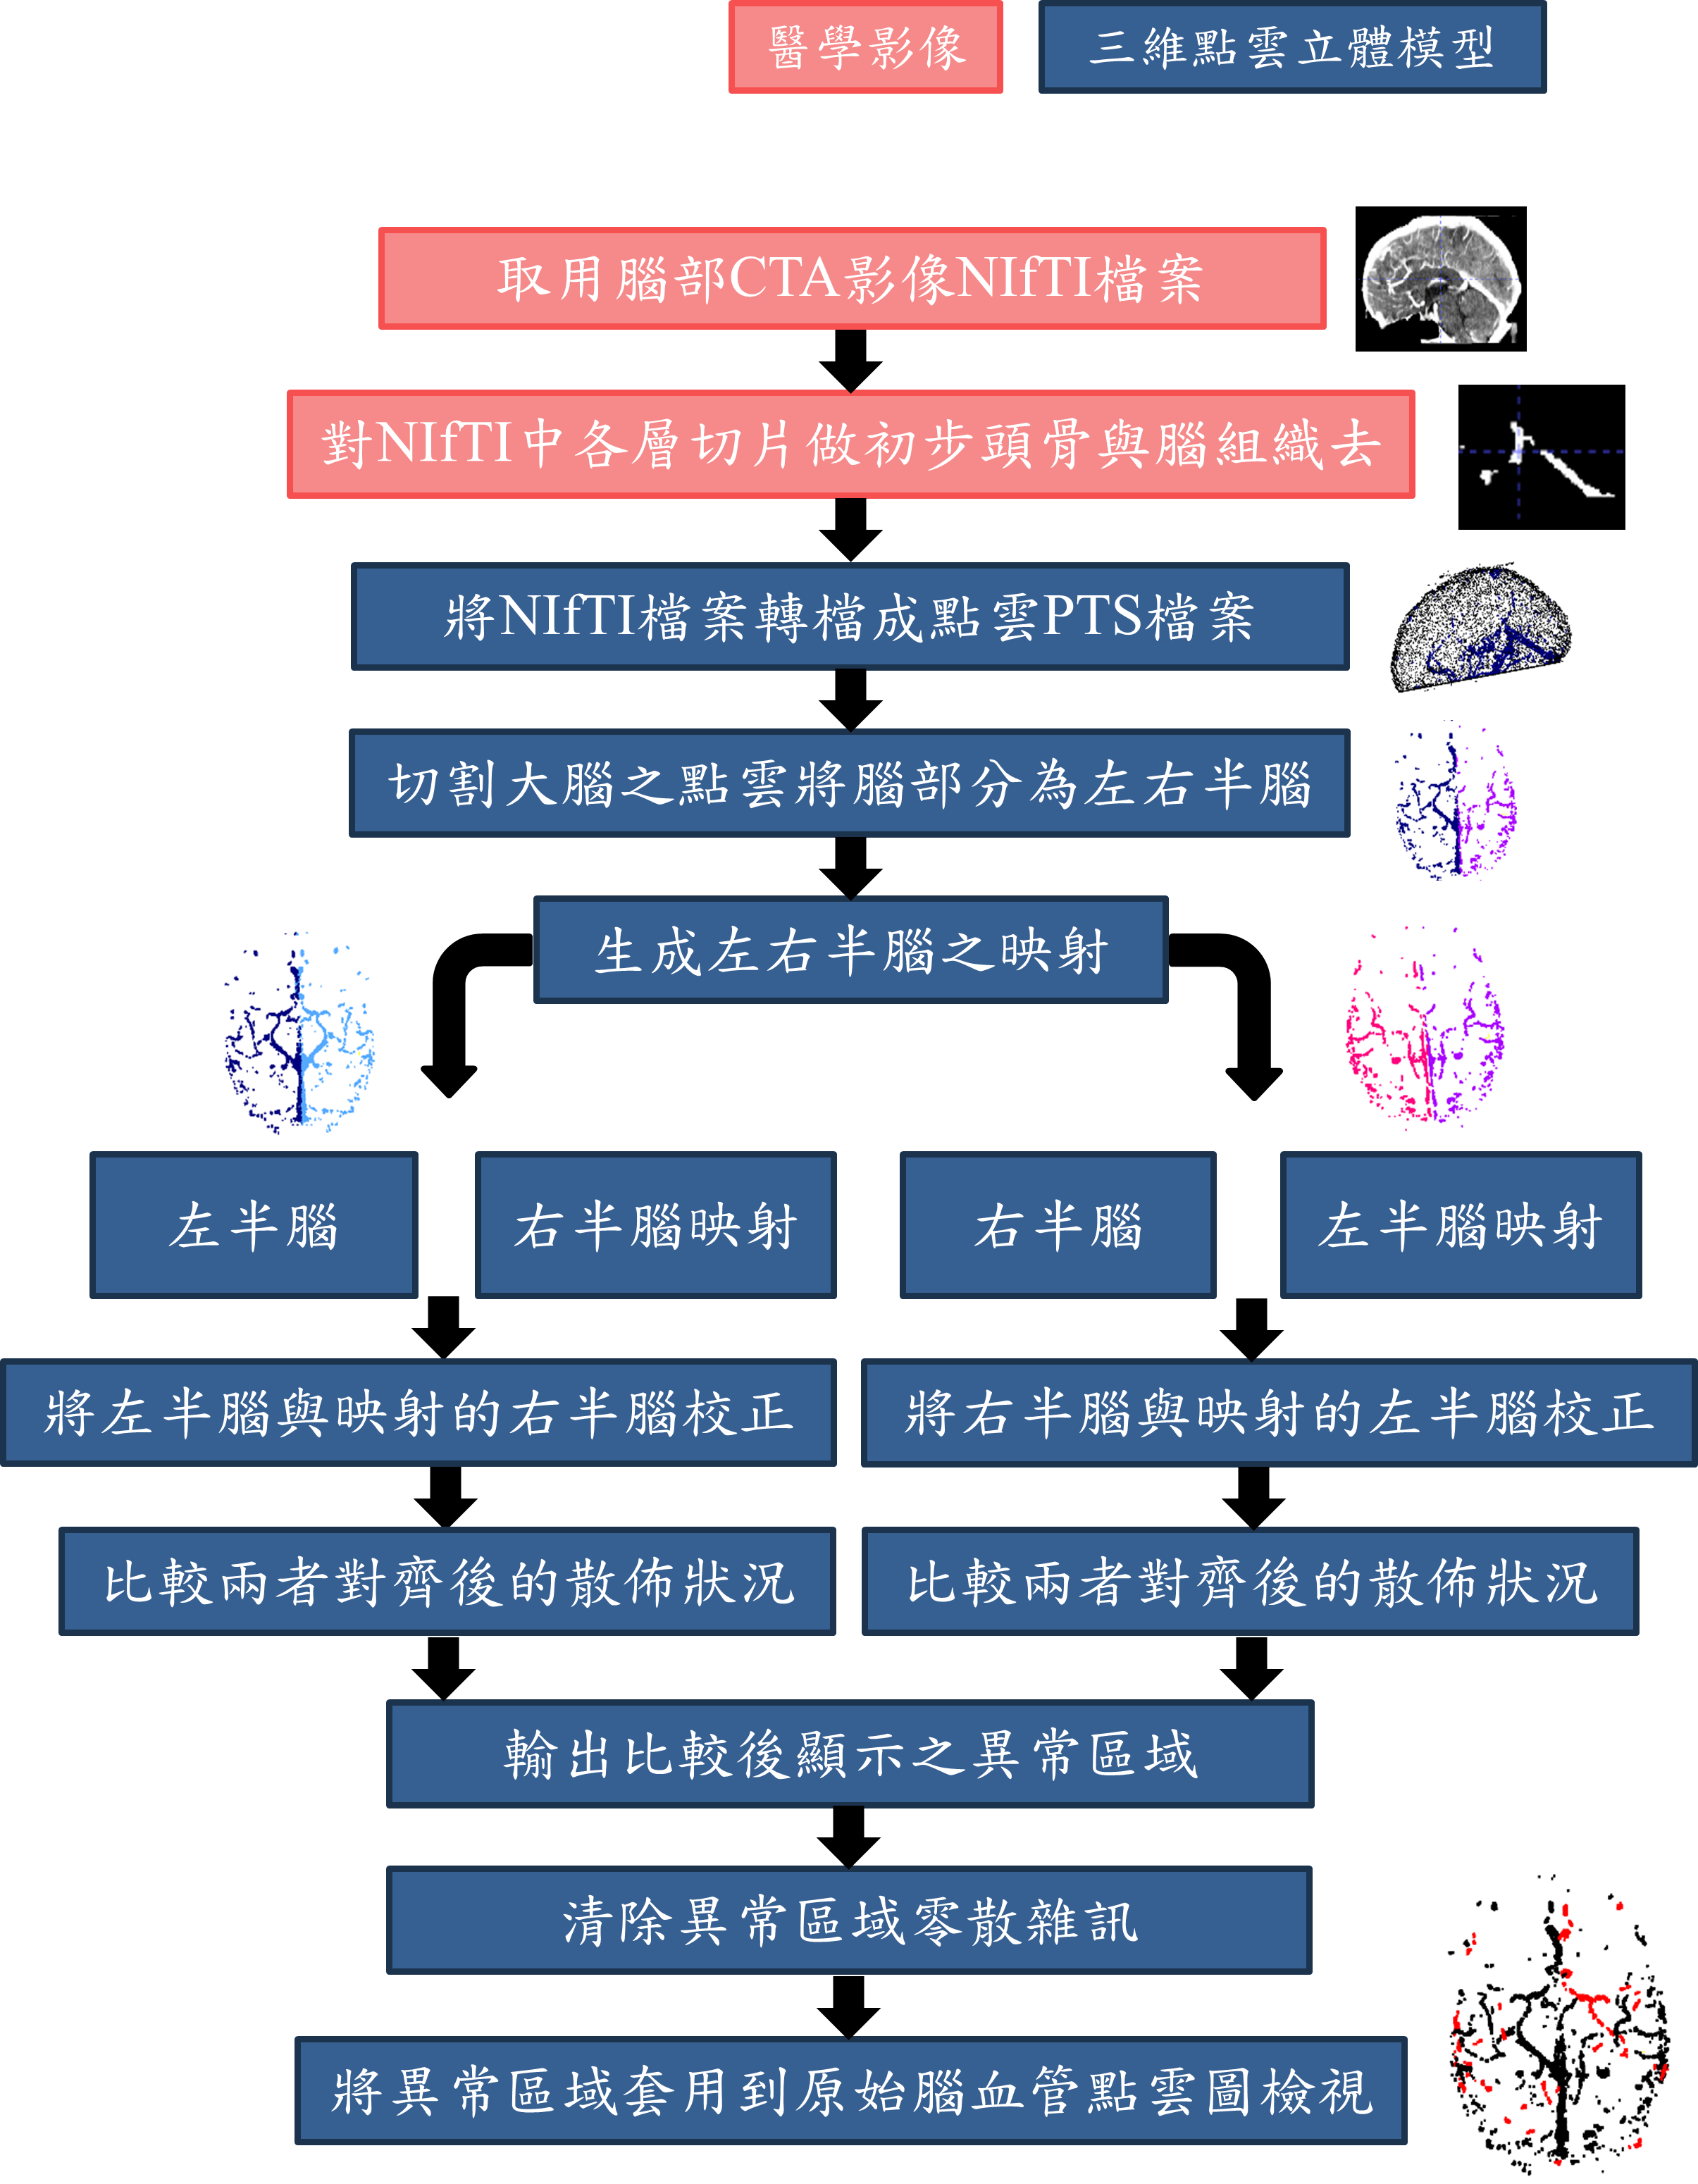 醫學影像
三維點雲立體模型
取用腦部CTA影像NIfTI檔案
對NIfTI中各層切片做初步頭骨與腦組織去
將NIfTI檔案轉檔成點雲PTS檔案
切割大腦之點雲將腦部分為左右半腦
生成左右半腦之映射
左半腦
右半腦映射
右半腦
左半腦映射
將左半腦與映射的右半腦校正
將右半腦與映射的左半腦校正
比較兩者對齊後的散佈狀況
比較兩者對齊後的散佈狀況
輸出比較後顯示之異常區域
清除異常區域零散雜訊
將異常區域套用到原始腦血管點雲圖檢視